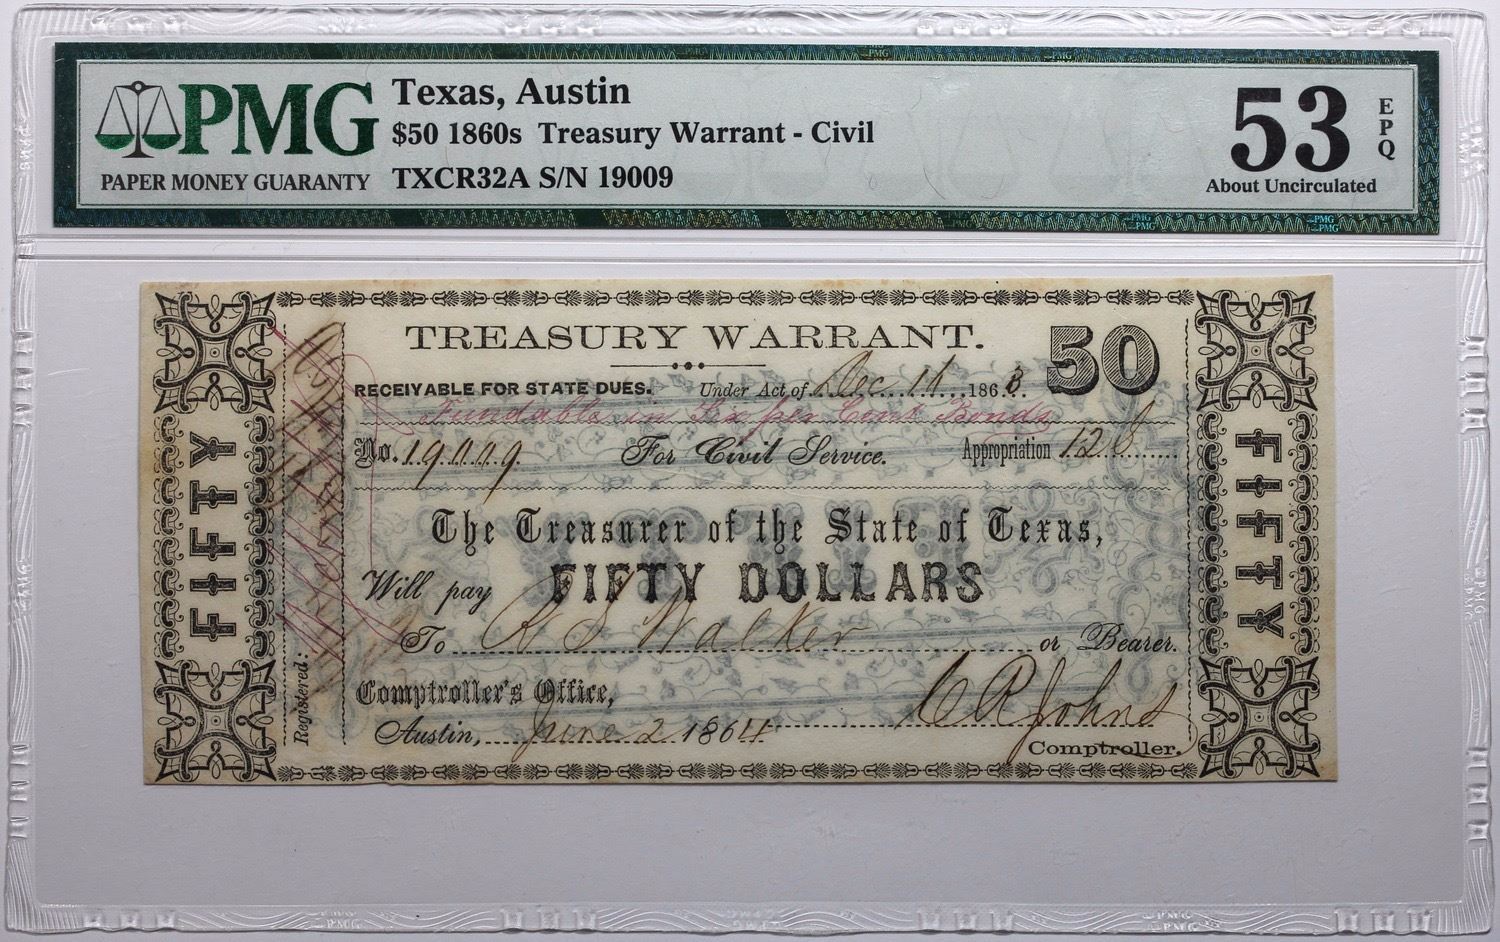 PMG
PAPER MONEY GUARANTY
Texas, Austin
$50 1860s Treasury Warrant - Civil
TXCR32A S/N 19009
53
EPQ
About Uncirculated
TREASURY WARRANT.
50
RECEIVABLE FOR STATE DUES. Under Act of Dec 11 1863
Fundable in Six per Cent Bonds
No. 19009 For Civil Service. Appropriation 128
The Treasurer of the State of Texas,
Will pay FIFTY DOLLARS
To R S Walker or Bearer.
Comptroller's Office,
Austin, June 2 1864 C R Johns
Comptroller.
Registered:
FIFTY
FIFTY